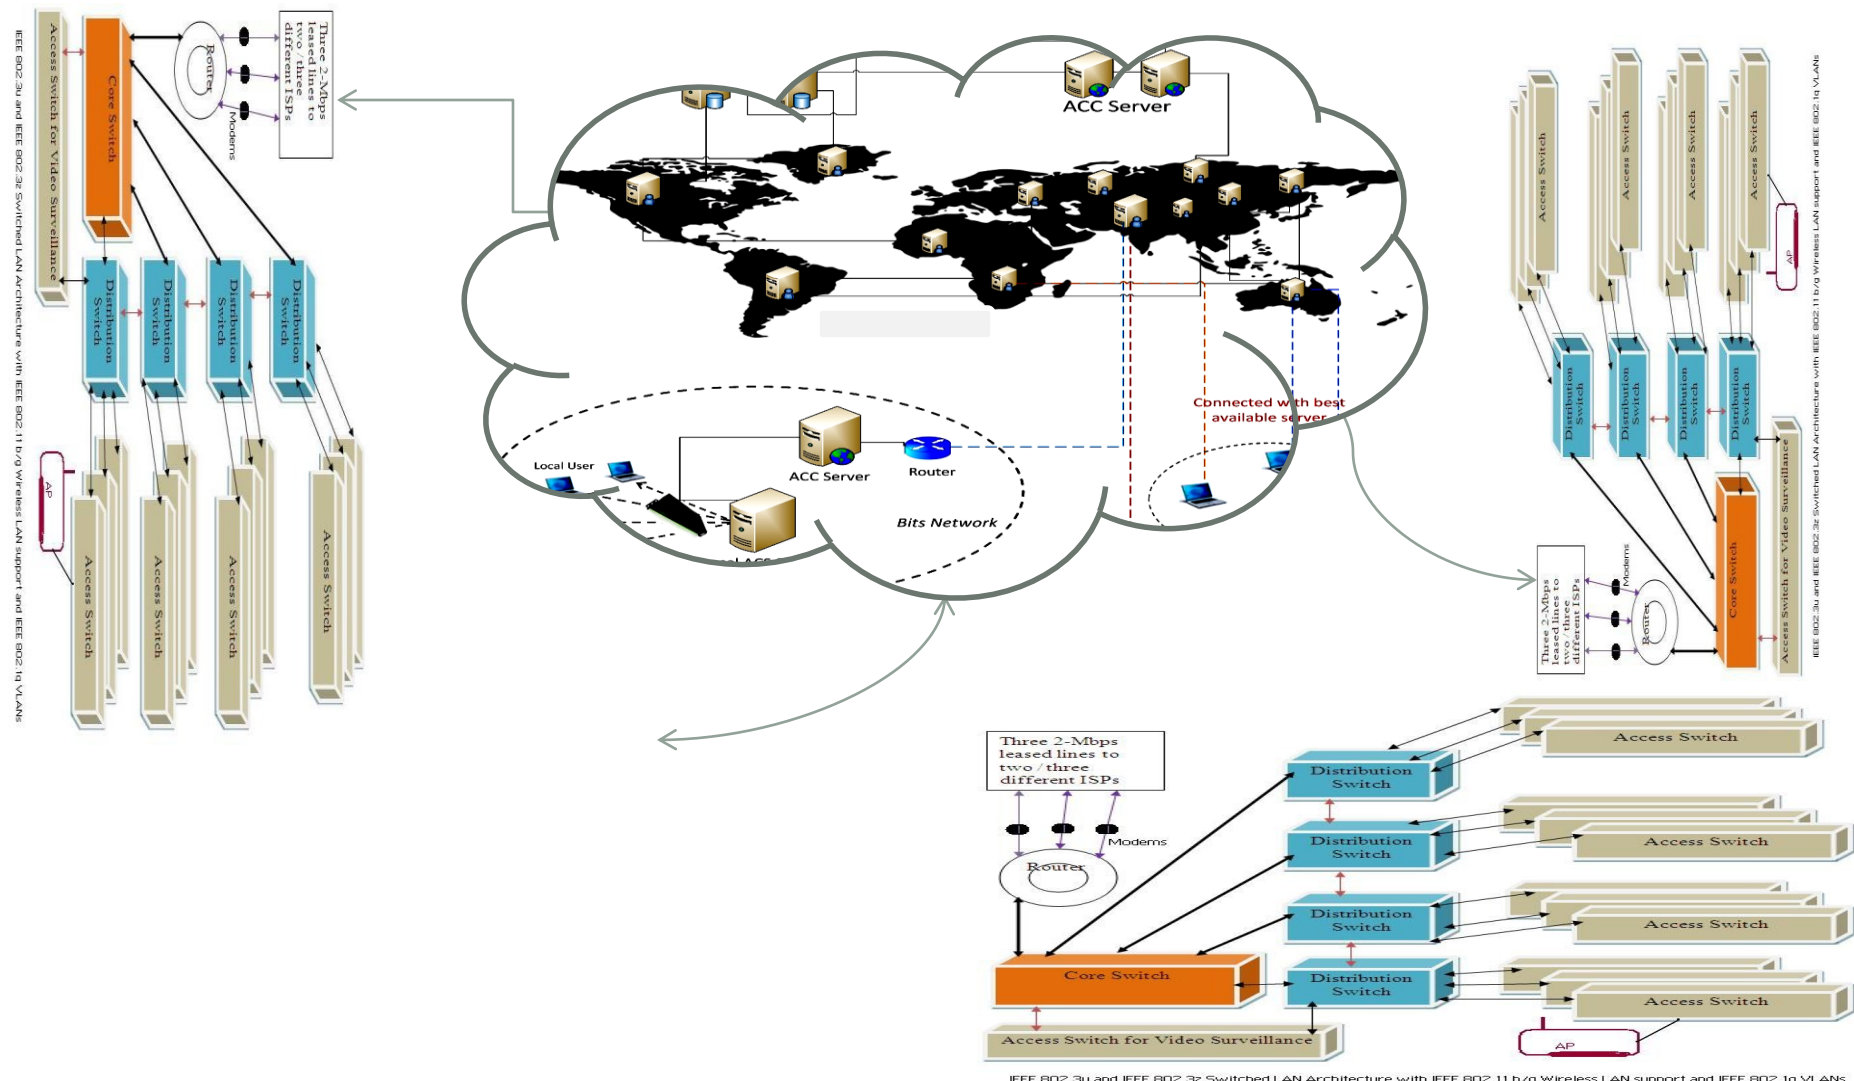 IEEE 802.3u and IEEE 802.3z Switched LAN Architecture with IEEE 802.11 b/g Wireless LAN support and IEEE 802.1q VLANs
Access Switch for Video Surveillance
Core Switch
Router
Modems
Three 2-Mbps
leased lines to
two/three
different ISPs
Distribution
Switch
Distribution
Switch
Distribution
Switch
Distribution
Switch
AP
Access Switch
Access Switch
Access Switch
Access Switch
ACC Server
Connected with best
available server
Local User
ACC Server
Router
Bits Network
Access Switch
Access Switch
Access Switch
Access Switch
AP
Distribution
Switch
Distribution
Switch
Distribution
Switch
Distribution
Switch
Three 2-Mbps
leased lines to
two/three
different ISPs
Modems
Router
Core Switch
Access Switch for Video Surveillance
IEEE 802.3u and IEEE 802.3z Switched LAN Architecture with IEEE 802.11 b/g Wireless LAN support and IEEE 802.1q VLANs
Three 2-Mbps
leased lines to
two/three
different ISPs
Modems
Router
Core Switch
Access Switch for Video Surveillance
Distribution
Switch
Distribution
Switch
Distribution
Switch
Distribution
Switch
Access Switch
Access Switch
Access Switch
Access Switch
AP
IEEE 802.3u and IEEE 802.3z Switched LAN Architecture with IEEE 802.11 b/g Wireless LAN support and IEEE 802.1q VLANs